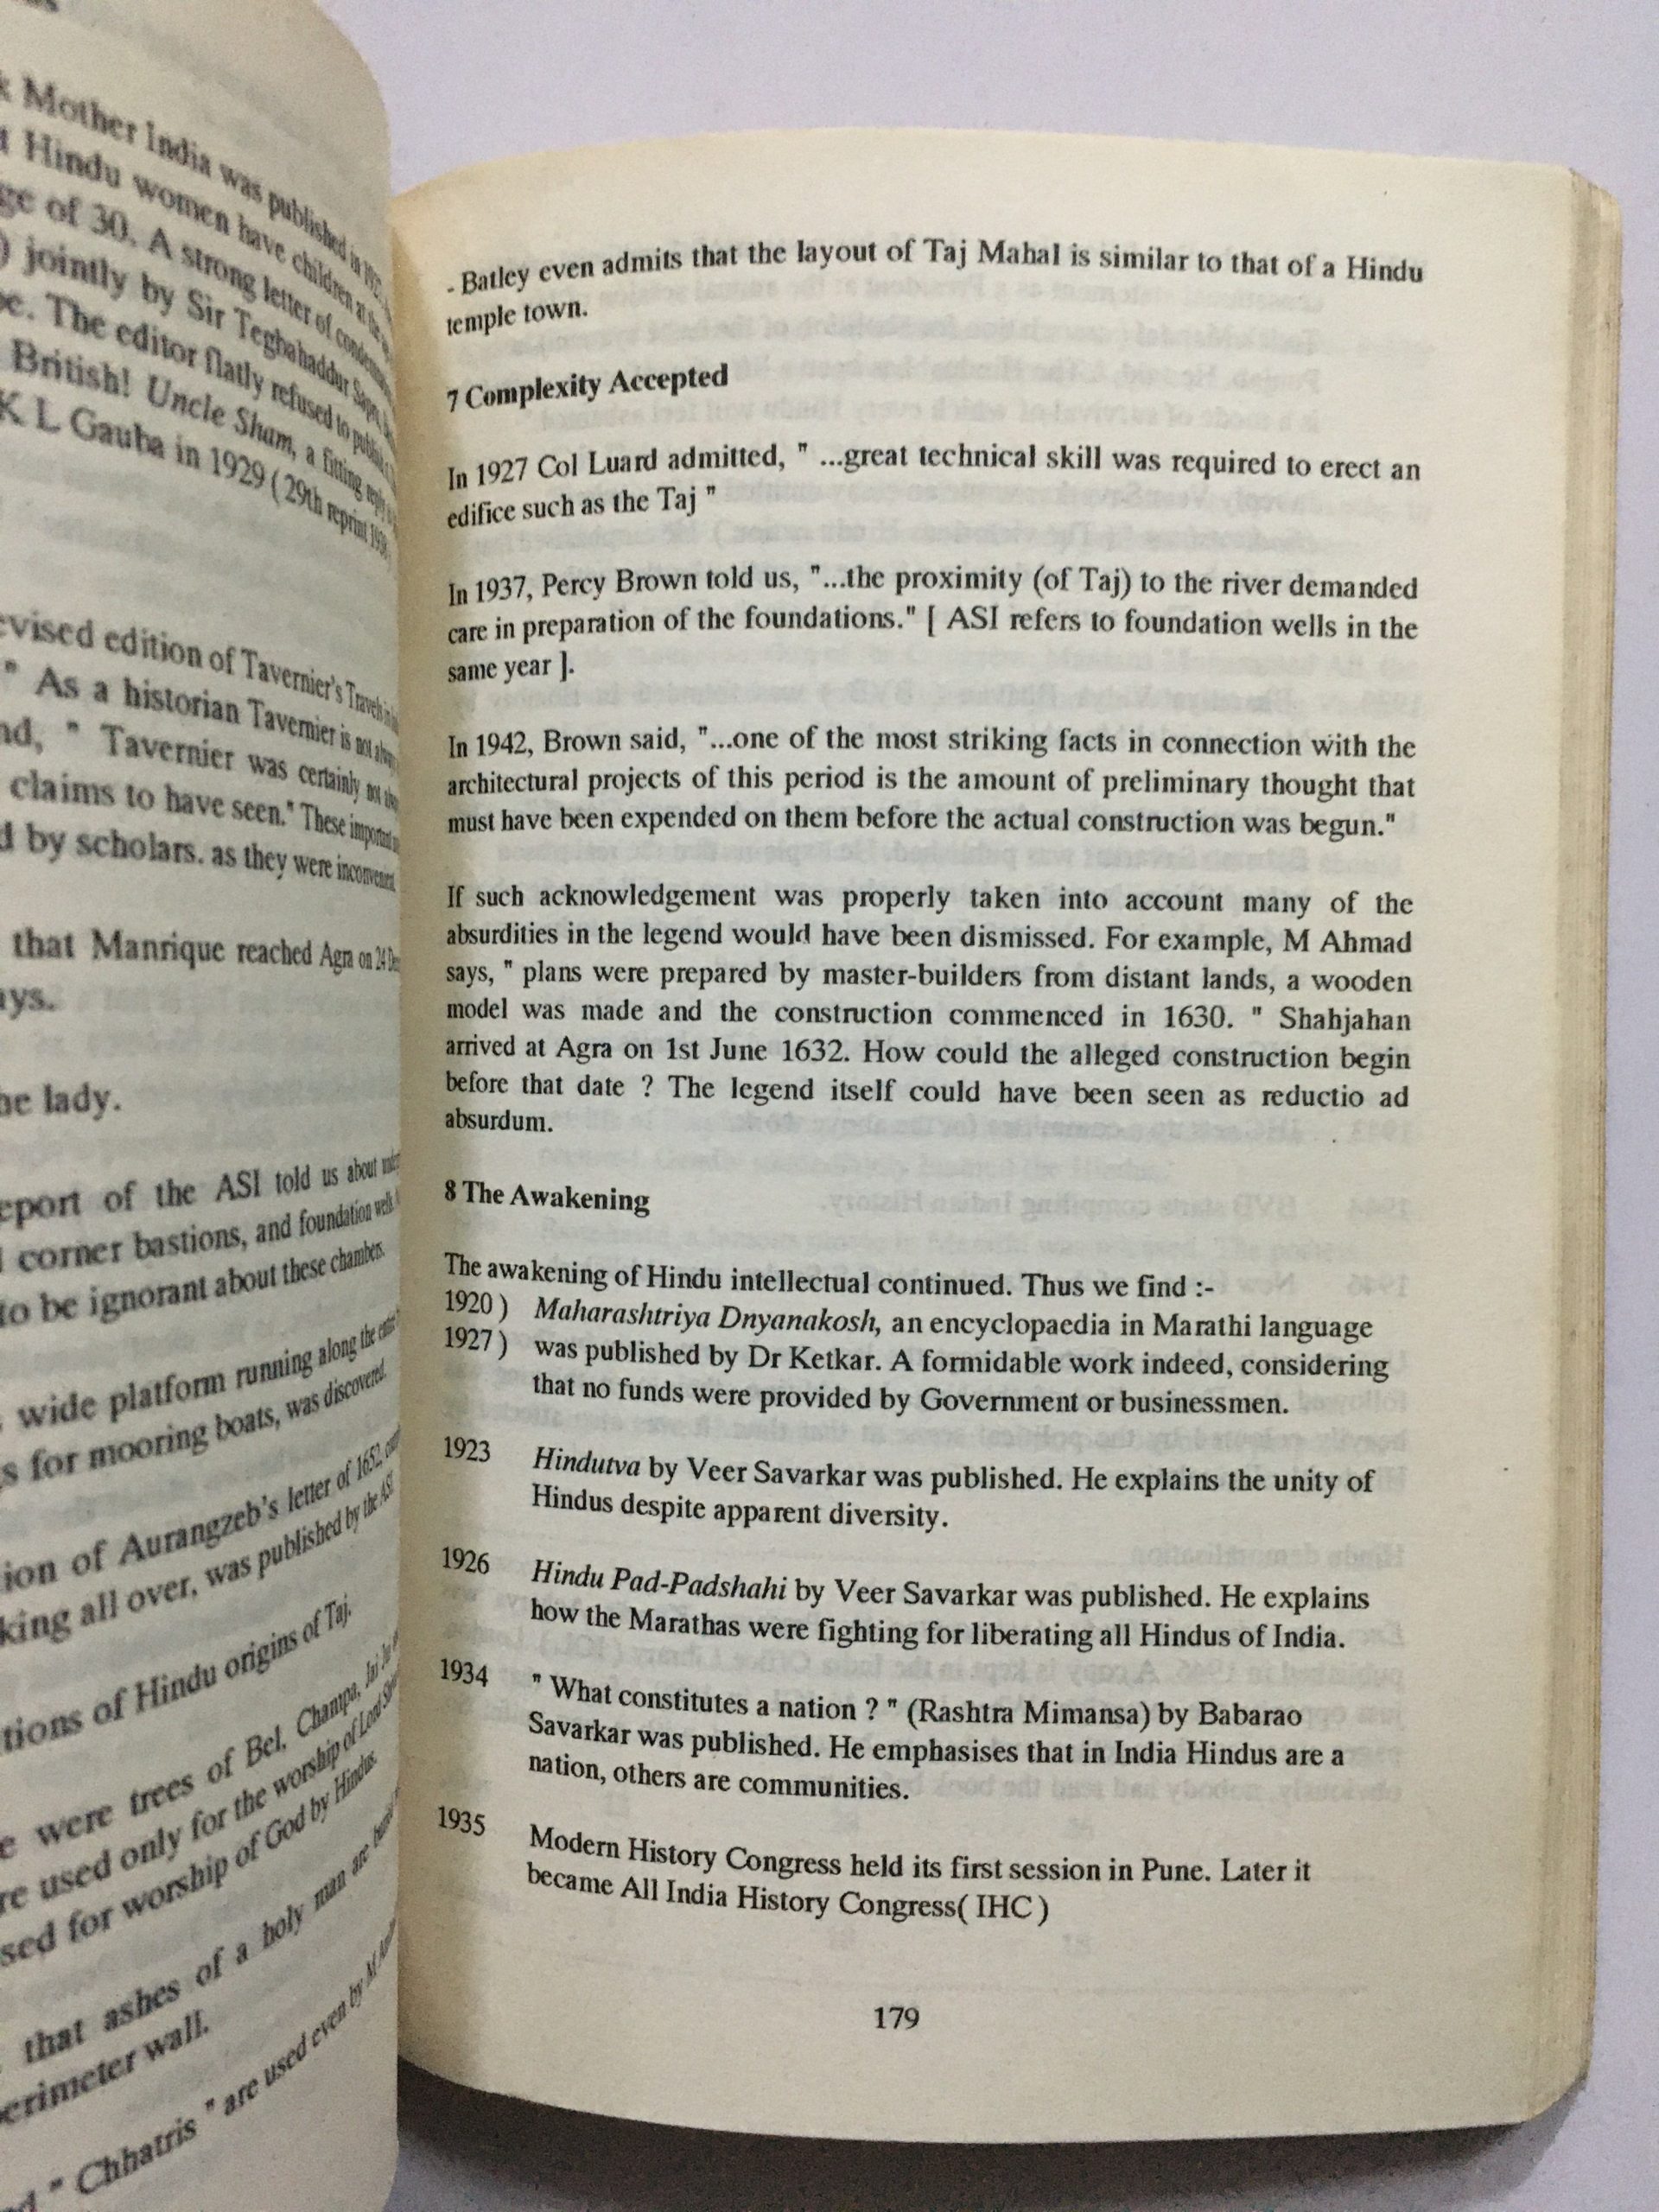 Mother India was published in
Hindu women have children at the
of 30. A strong letter of
jointly by Sir Tegbahaddur Sapru,
The editor flatly refused to publish
British! Uncle Sham, a fitting reply
K L Gauba in 1929 ( 29th reprint
edition of Tavernier's Travels in
" As a historian Tavernier is not
" Tavernier was certainly not
claims to have seen." These important
by scholars. as they were inconvenient
that Manrique reached Agra on 24
lady.
of the ASI told us about
corner bastions, and foundation wells
to be ignorant about these chambers.
wide platform running along the
for mooring boats, was discovered.
of Aurangzeb's letter of 1652,
all over, was published by the ASI
of Hindu origins of Taj.
were trees of Bel, Champa, Jai
used only for the worship of Lord
for worship of God by Hindus.
that ashes of a holy man are
wall.
" Chhatris " are used even by M
- Batley even admits that the layout of Taj Mahal is similar to that of a Hindu
temple town.
7 Complexity Accepted
In 1927 Col Luard admitted, " ...great technical skill was required to erect an
edifice such as the Taj "
In 1937, Percy Brown told us, "...the proximity (of Taj) to the river demanded
care in preparation of the foundations." [ ASI refers to foundation wells in the
same year ].
In 1942, Brown said, "...one of the most striking facts in connection with the
architectural projects of this period is the amount of preliminary thought that
must have been expended on them before the actual construction was begun."
If such acknowledgement was properly taken into account many of the
absurdities in the legend would have been dismissed. For example, M Ahmad
says, " plans were prepared by master-builders from distant lands, a wooden
model was made and the construction commenced in 1630. " Shahjahan
arrived at Agra on 1st June 1632. How could the alleged construction begin
before that date ? The legend itself could have been seen as reductio ad
absurdum.
8 The Awakening
The awakening of Hindu intellectual continued. Thus we find :-
1920 ) Maharashtriya Dnyanakosh, an encyclopaedia in Marathi language
1927 ) was published by Dr Ketkar. A formidable work indeed, considering
that no funds were provided by Government or businessmen.
1923 Hindutva by Veer Savarkar was published. He explains the unity of
Hindus despite apparent diversity.
1926 Hindu Pad-Padshahi by Veer Savarkar was published. He explains
how the Marathas were fighting for liberating all Hindus of India.
1934 " What constitutes a nation ? " (Rashtra Mimansa) by Babarao
Savarkar was published. He emphasises that in India Hindus are a
nation, others are communities.
1935 Modern History Congress held its first session in Pune. Later it
became All India History Congress( IHC )
179